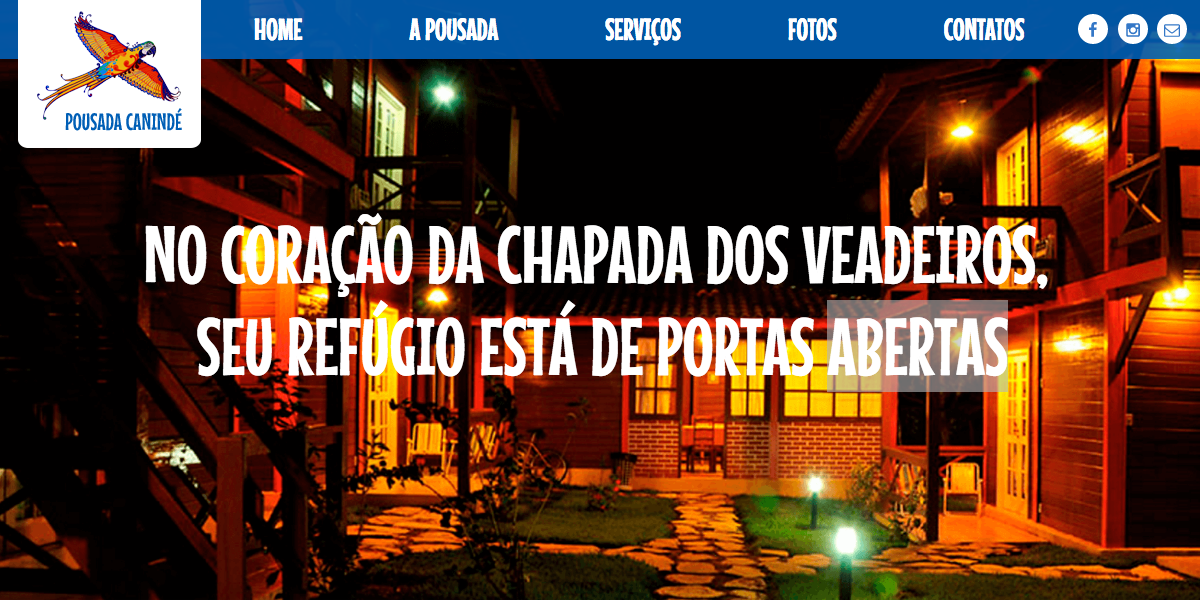 HOME
A POUSADA
SERVIÇOS
FOTOS
CONTATOS
POUSADA CANINDÉ
NO CORAÇÃO DA CHAPADA DOS VEADEIROS,
SEU REFÚGIO ESTÁ DE PORTAS ABERTAS